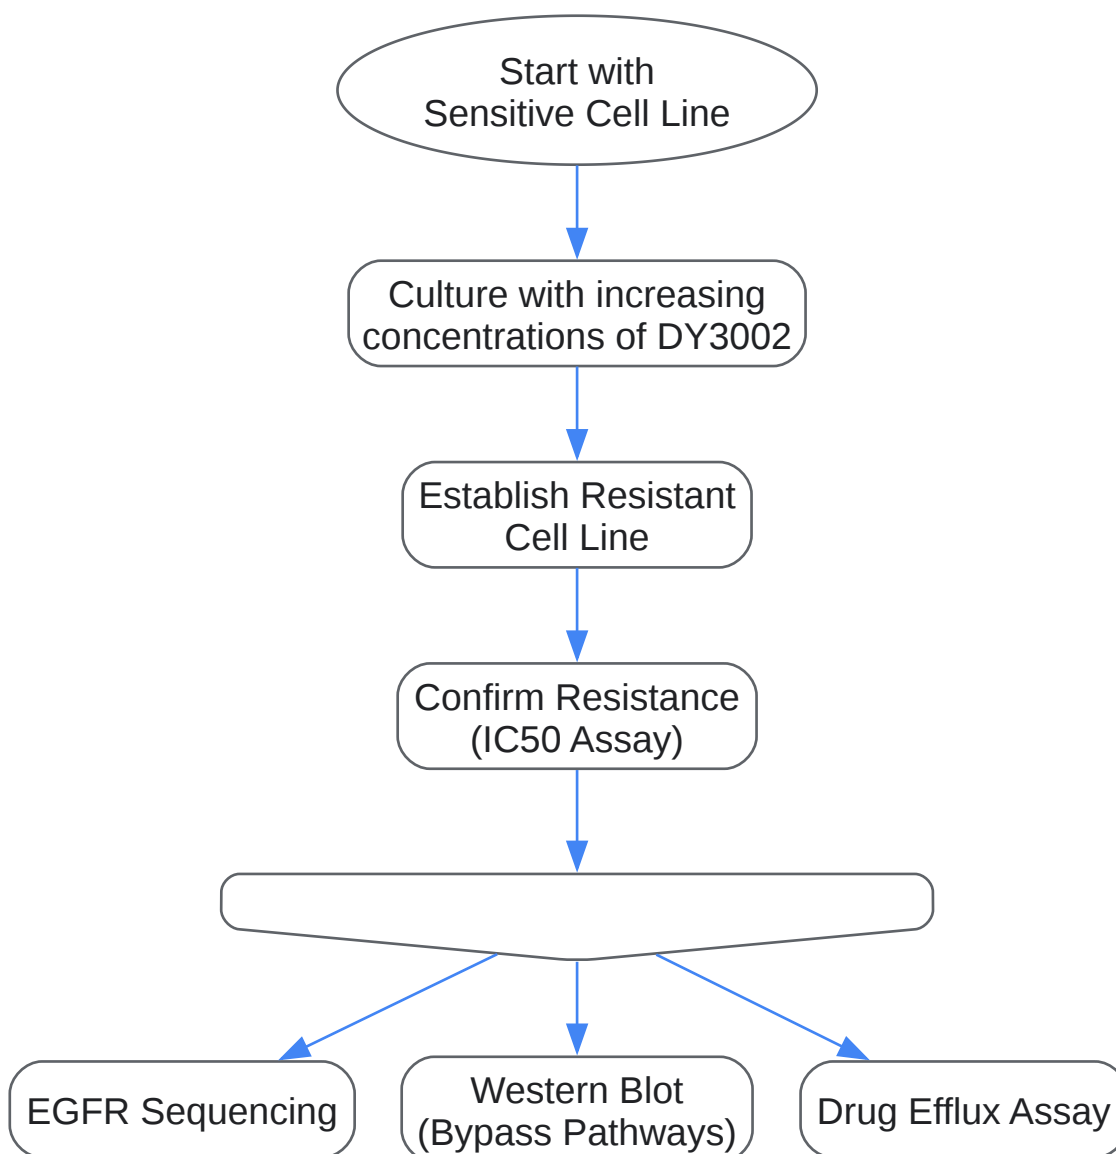 Start with
Sensitive Cell Line
Culture with increasing
concentrations of DY3002
Establish Resistant
Cell Line
Confirm Resistance
(IC50 Assay)
EGFR Sequencing
Western Blot
(Bypass Pathways)
Drug Efflux Assay